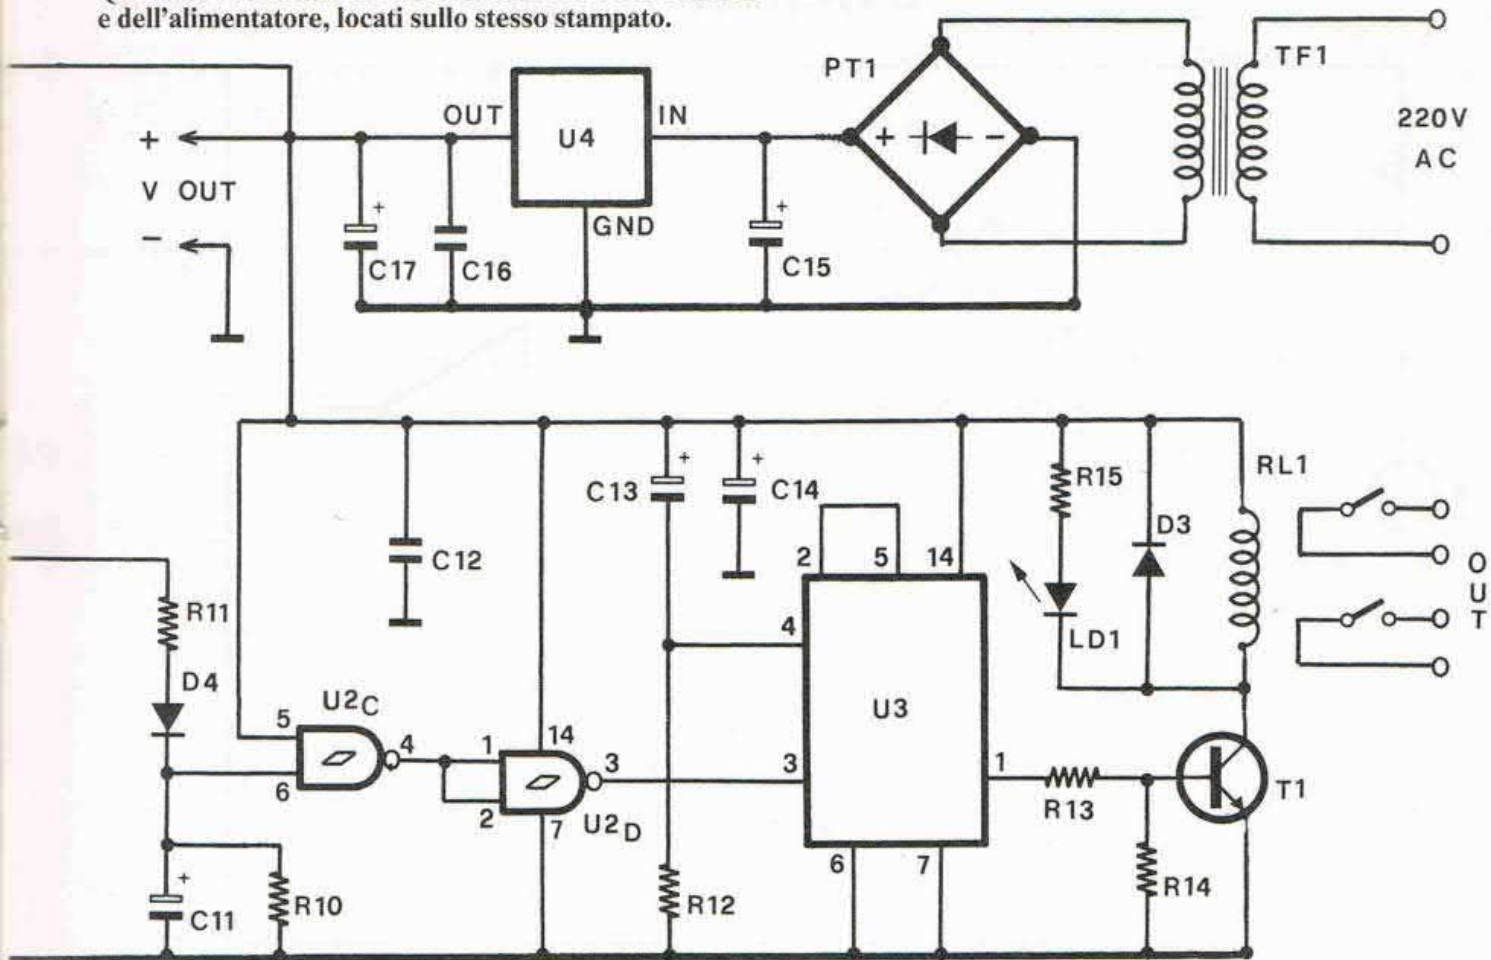 e dell'alimentatore, locati sullo stesso stampato.
PT1
TF1
220V
AC
+
V OUT
-
OUT
U4
IN
GND
+ -
+
C17
C16
+
C15
C12
C13
+
C14
+
2
5
14
4
3
U3
1
6
7
R15
LD1
D3
RL1
OUT
R11
D4
5
6
U2C
4
1
2
14
7
3
U2D
+
C11
R10
R12
R13
R14
T1